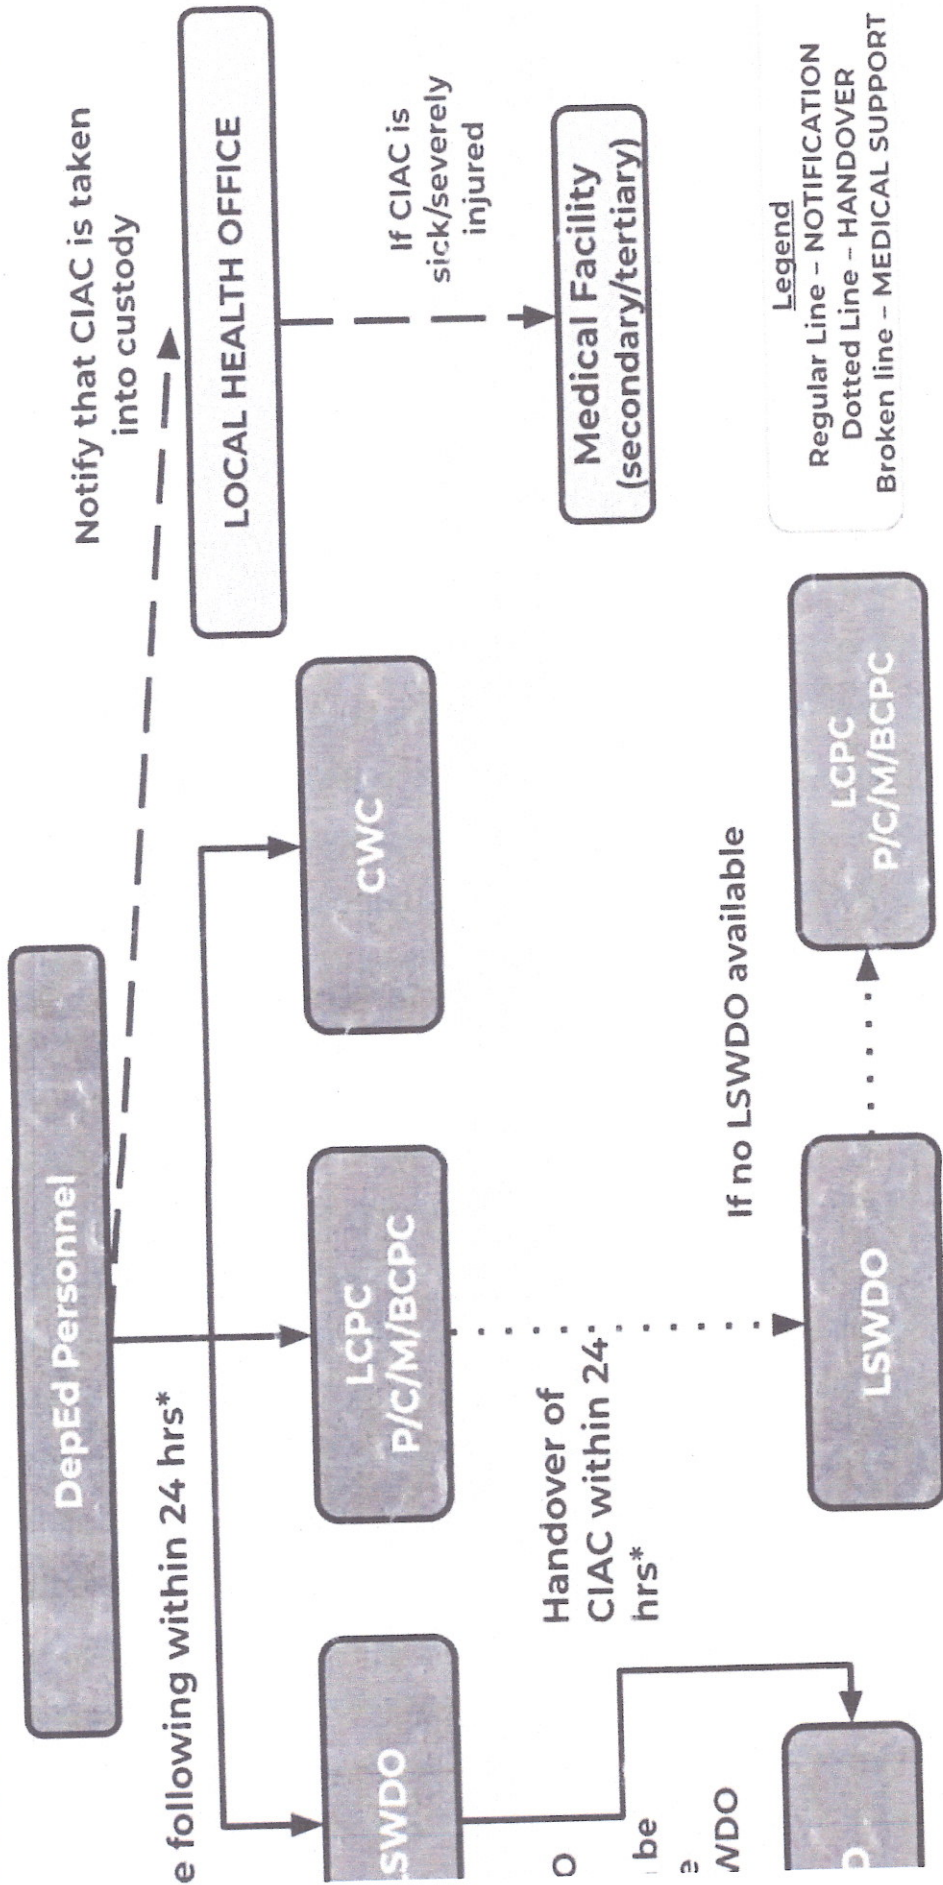 DepEd Personnel
Notify that CIAC is taken
into custody
e following within 24 hrs*
LOCAL HEALTH OFFICE
SWDO
LCPC
P/C/M/BCPC
CWC
If CIAC is
sick/severely
injured
Handover of
CIAC within 24
hrs*
O
be
e
WDO
Medical Facility
(secondary/tertiary)
If no LSWDO available
O
LSWDO
LCPC
P/C/M/BCPC
Legend
Regular Line – NOTIFICATION
Dotted Line – HANDOVER
Broken line – MEDICAL SUPPORT